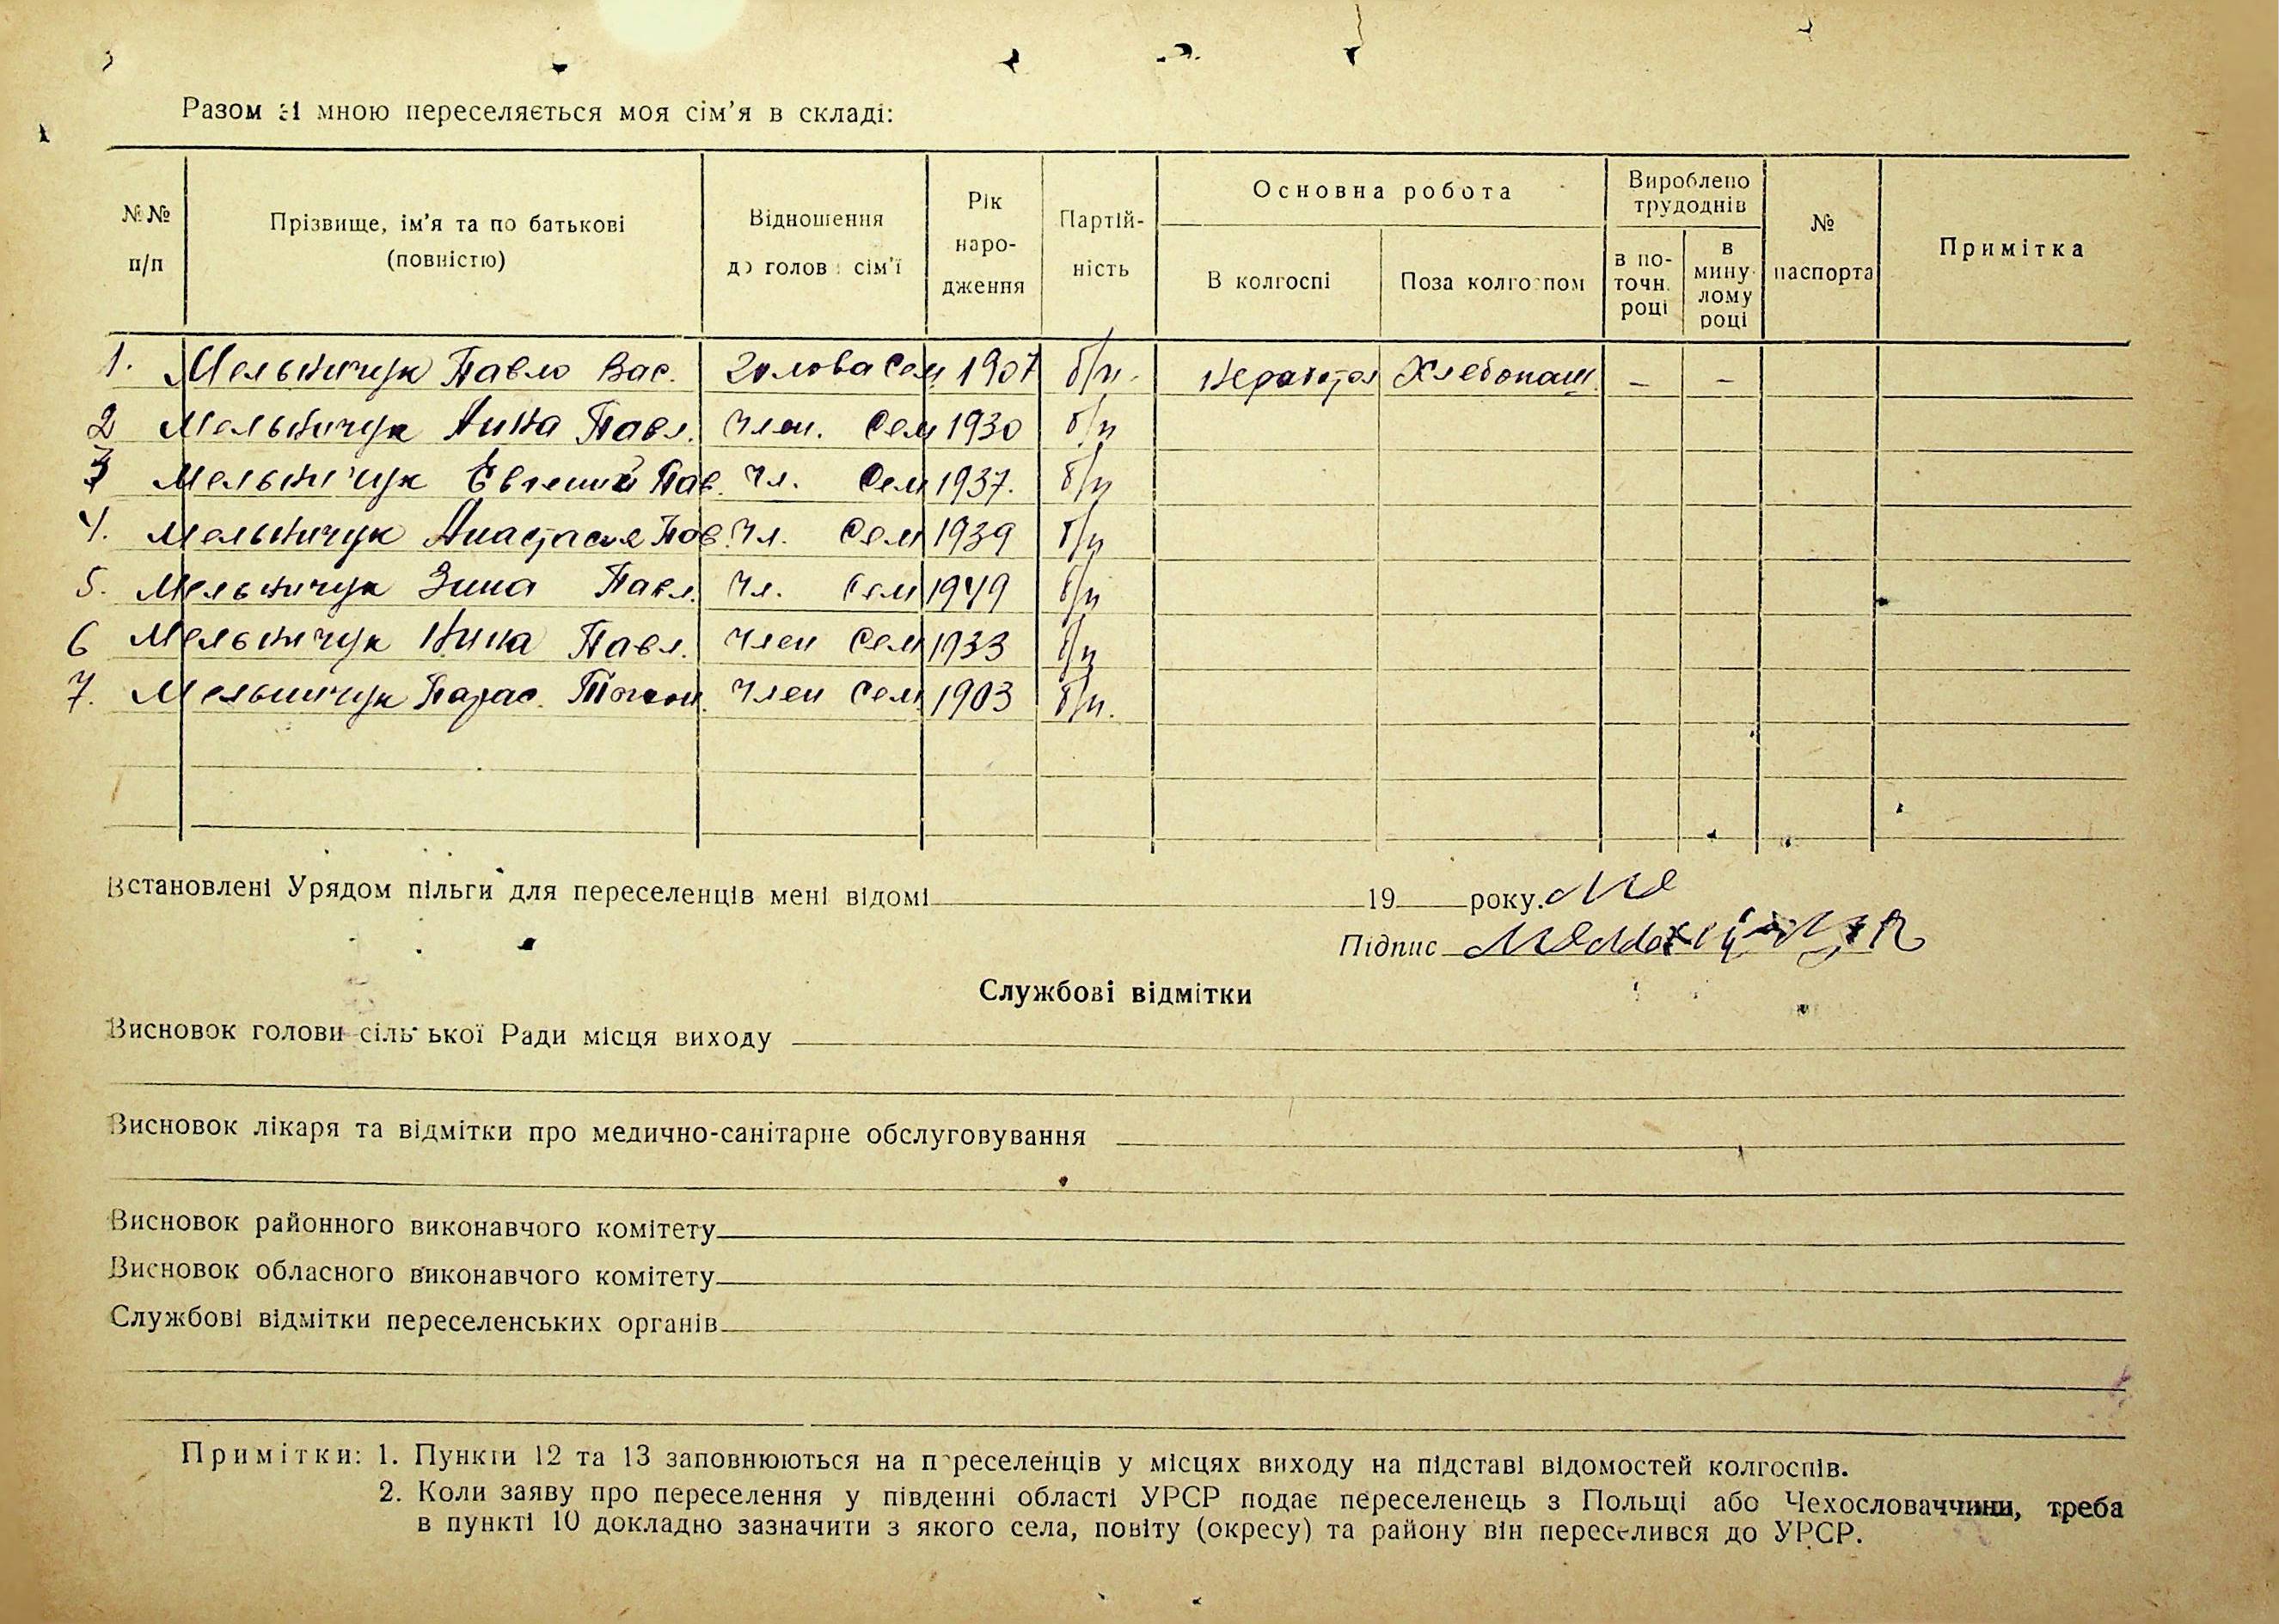 Разом зі мною переселяється моя сім'я в складі:
№№ п/п
Прізвище, ім'я та по батькові (повністю)
Відношення до голови сім'ї
Рік народження
Партійність
Основна робота
В колгоспі
Поза колгоспом
Вироблено трудоднів
в поточн. році
в минулому році
№ паспорта
Примітка
1. Мельничук Павло Вас. Голова Сем 1907 б/п. Хлебопаш. – –
2 Мельничук Анна Павл. Член. Сем 1930 б/п
3 Мельничук Евгений Пав. Чл. Сем 1937. б/п
4. Мельничук Анастасия Пав. Чл. Сем 1939 б/п
5. Мельничук Зина Павл. Чл. Сем 1949 б/п
6 Мельничук Нина Павл. Член Сем 1933 б/п
7. Мельничук Парас. Член Сем 1903 б/п.
Встановлені Урядом пільги для переселенців мені відомі 19 року.
Підпис
Службові відмітки
Висновок голови сільської Ради місця виходу
Висновок лікаря та відмітки про медично-санітарне обслуговування
Висновок районного виконавчого комітету
Висновок обласного виконавчого комітету
Службові відмітки переселенських органів
Примітки: 1. Пункти 12 та 13 заповнюються на переселенців у місцях виходу на підставі відомостей колгоспів.
2. Коли заяву про переселення у південні області УРСР подає переселенець з Польщі або Чехословаччини, треба
в пункті 10 докладно зазначити з якого села, повіту (окресу) та району він переселився до УРСР.